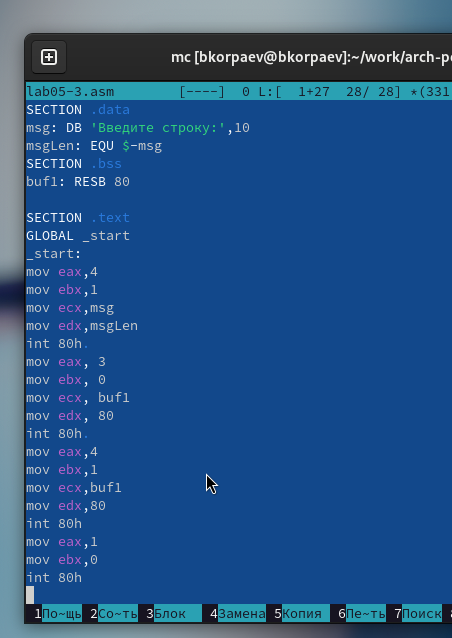 mc [bkorpaev@bkorpaev]:~/work/arch-p
lab05-3.asm [----] 0 L:[ 1+27 28/ 28] *(331
SECTION .data
msg: DB 'Введите строку:',10
msgLen: EQU $-msg
SECTION .bss
buf1: RESB 80
SECTION .text
GLOBAL _start
_start:
mov eax,4
mov ebx,1
mov ecx,msg
mov edx,msgLen
int 80h.
mov eax, 3
mov ebx, 0
mov ecx, buf1
mov edx, 80
int 80h.
mov eax,4
mov ebx,1
mov ecx,buf1
mov edx,80
int 80h
mov eax,1
mov ebx,0
int 80h
1По~щь 2Со~ть 3Блок 4Замена 5Копия 6Пе~ть 7Поиск